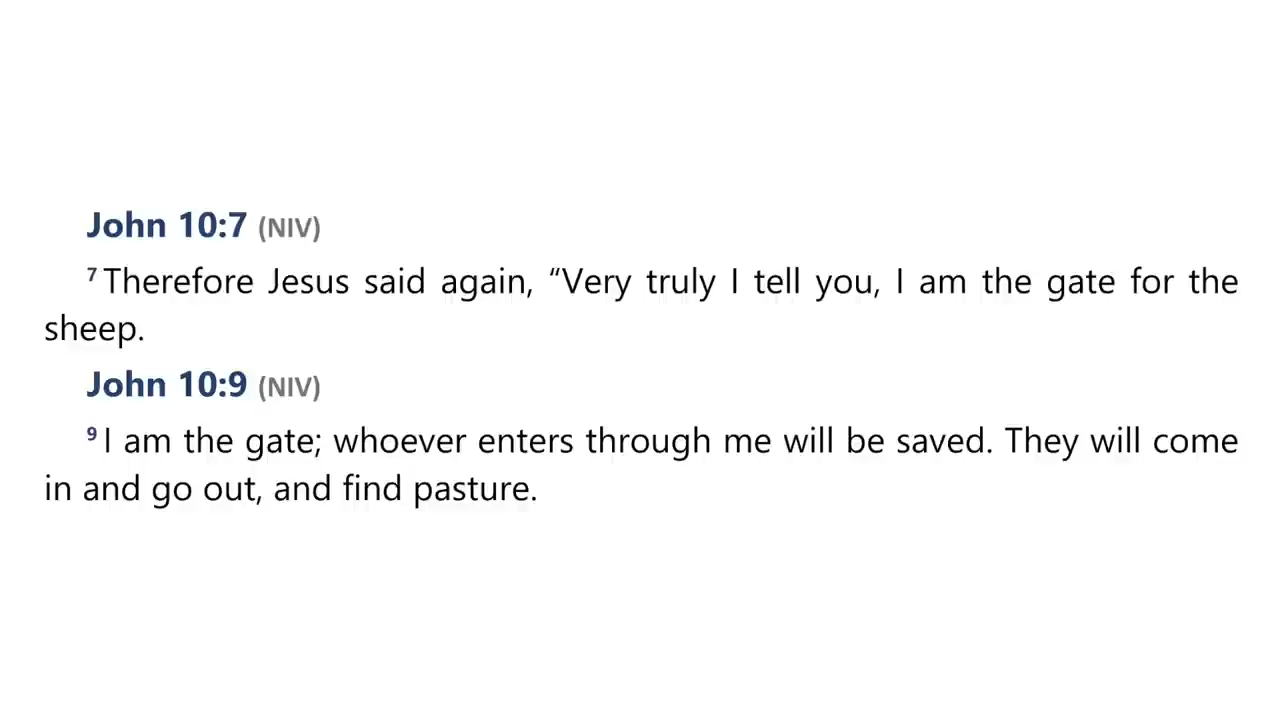 John 10:7 (NIV)
7 Therefore Jesus said again, “Very truly I tell you, I am the gate for the
sheep.
John 10:9 (NIV)
9 I am the gate; whoever enters through me will be saved. They will come
in and go out, and find pasture.